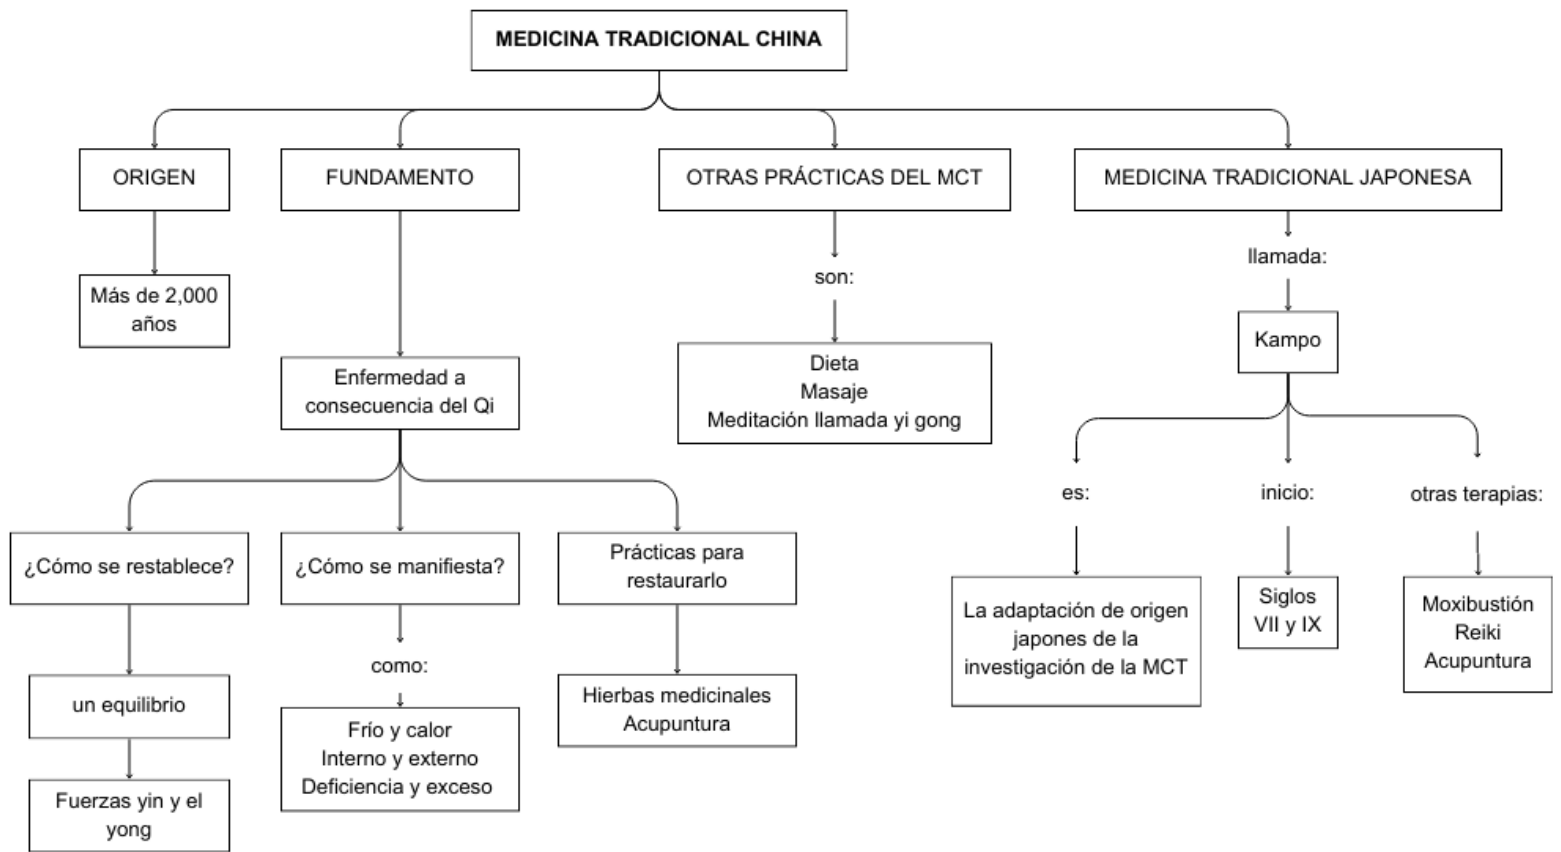 MEDICINA TRADICIONAL CHINA
ORIGEN
FUNDAMENTO
OTRAS PRÁCTICAS DEL MCT
MEDICINA TRADICIONAL JAPONESA
Más de 2,000
años
Enfermedad a
consecuencia del Qi
son:
Dieta
Masaje
Meditación llamada yi gong
llamada:
Kampo
¿Cómo se restablece?
un equilibrio
Fuerzas yin y el
yong
¿Cómo se manifiesta?
como:
Frío y calor
Interno y externo
Deficiencia y exceso
Prácticas para
restaurarlo
Hierbas medicinales
Acupuntura
es:
La adaptación de origen
japones de la
investigación de la MCT
inicio:
Siglos
VII y IX
otras terapias:
Moxibustión
Reiki
Acupuntura